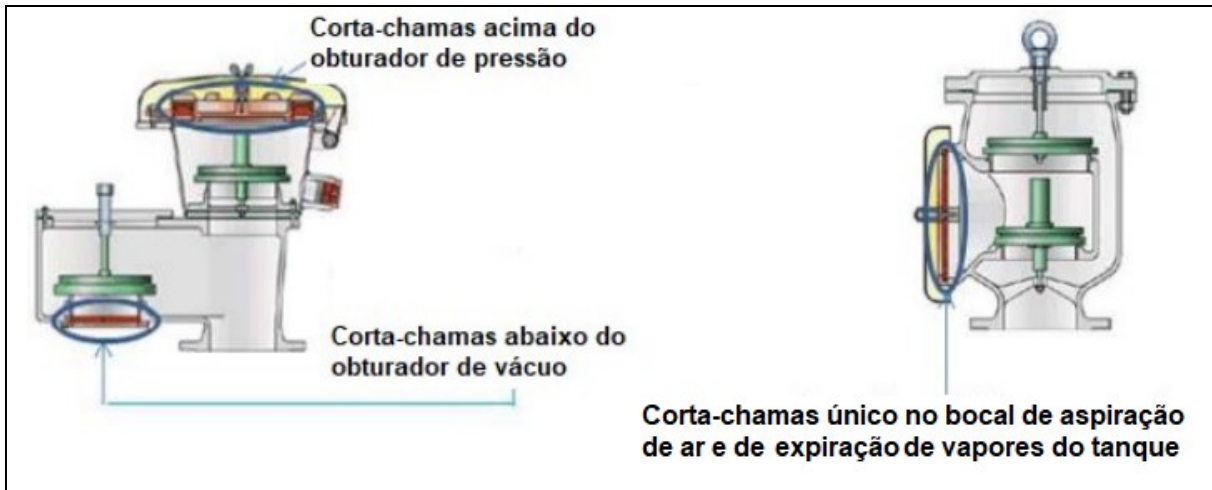 Corta-chamas acima do
obturador de pressão
Corta-chamas abaixo do
obturador de vácuo
Corta-chamas único no bocal de aspiração
de ar e de expiração de vapores do tanque